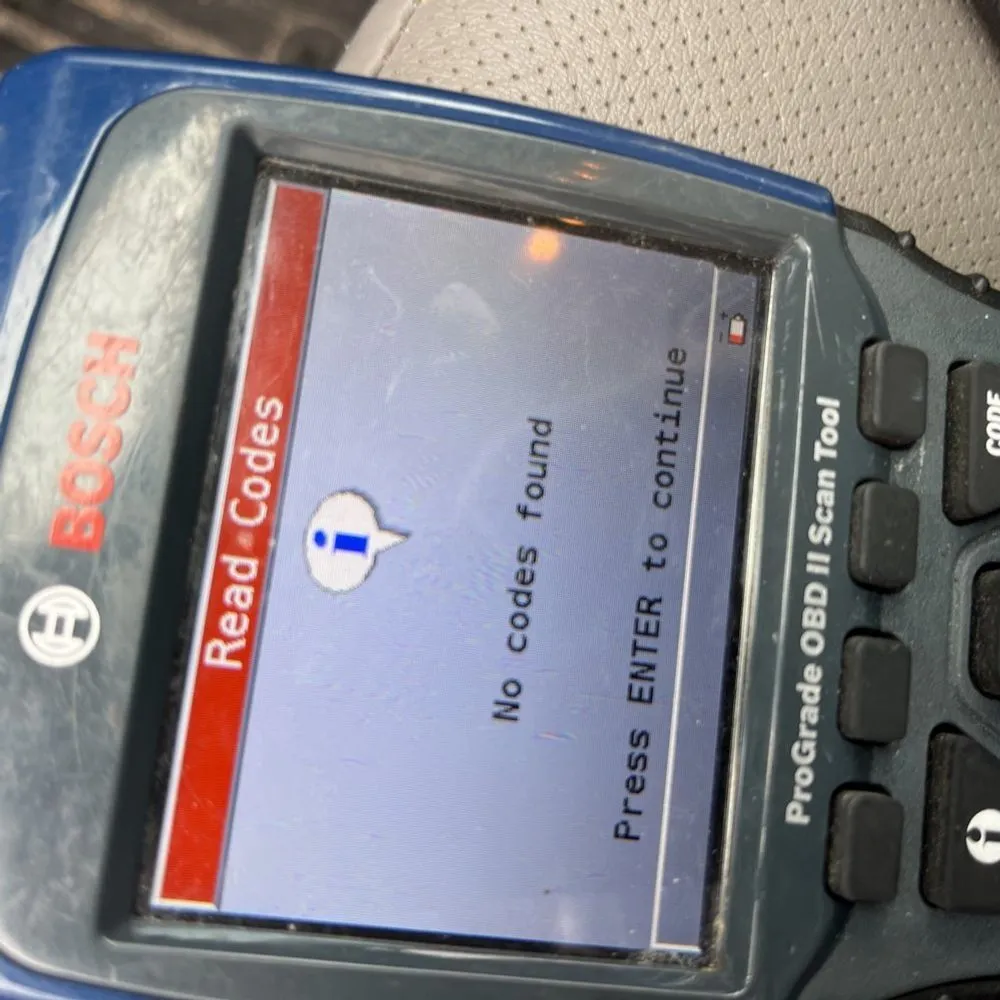 BOSCH
Read Codes
i
No codes found
Press ENTER to continue
ProGrade OBD II Scan Tool
CODE
i